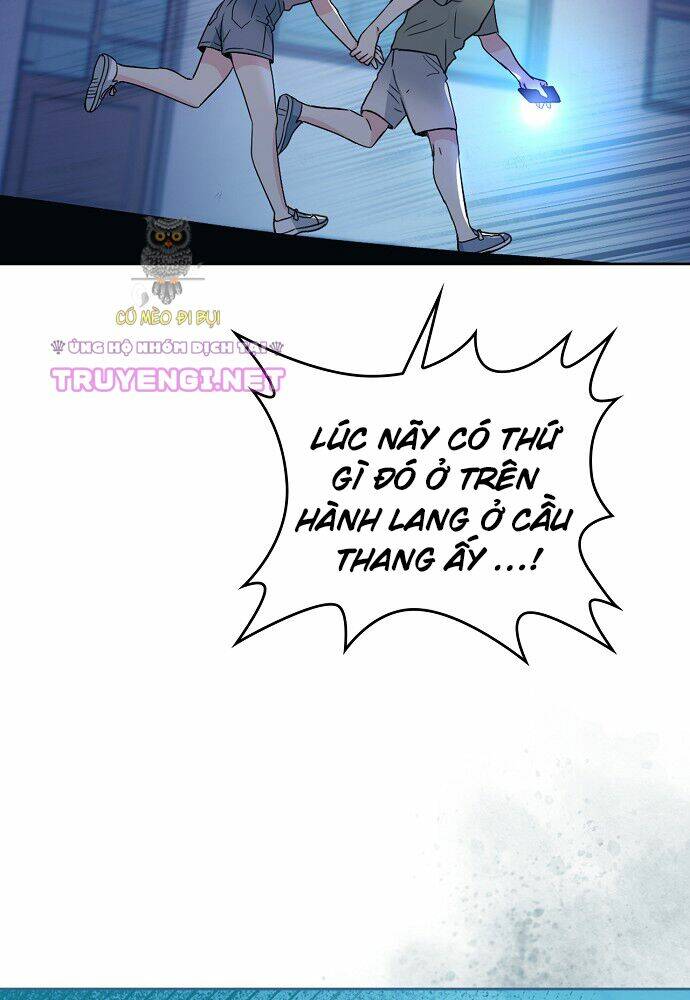 CÚ MÈO ĐI BỤI
ỦNG HỘ NHÓM DỊCH TẠI
TRUYENGI.NET
LÚC NÃY CÓ THỨ
GÌ ĐÓ Ở TRÊN
HÀNH LANG Ở CẦU
THANG ẤY ...!